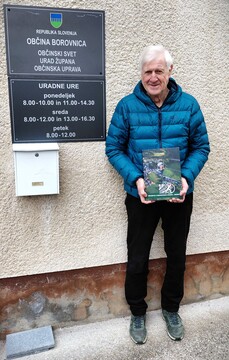 REPUBLIKA SLOVENIJA
OBČINA BOROVNICA
OBČINSKI SVET
URAD ŽUPANA
OBČINSKA UPRAVA
URADNE URE
ponedeljek
8.00-10.00 in 11.00-14.30
sreda
8.00-12.00 in 13.00-16.30
petek
8.00-12.00